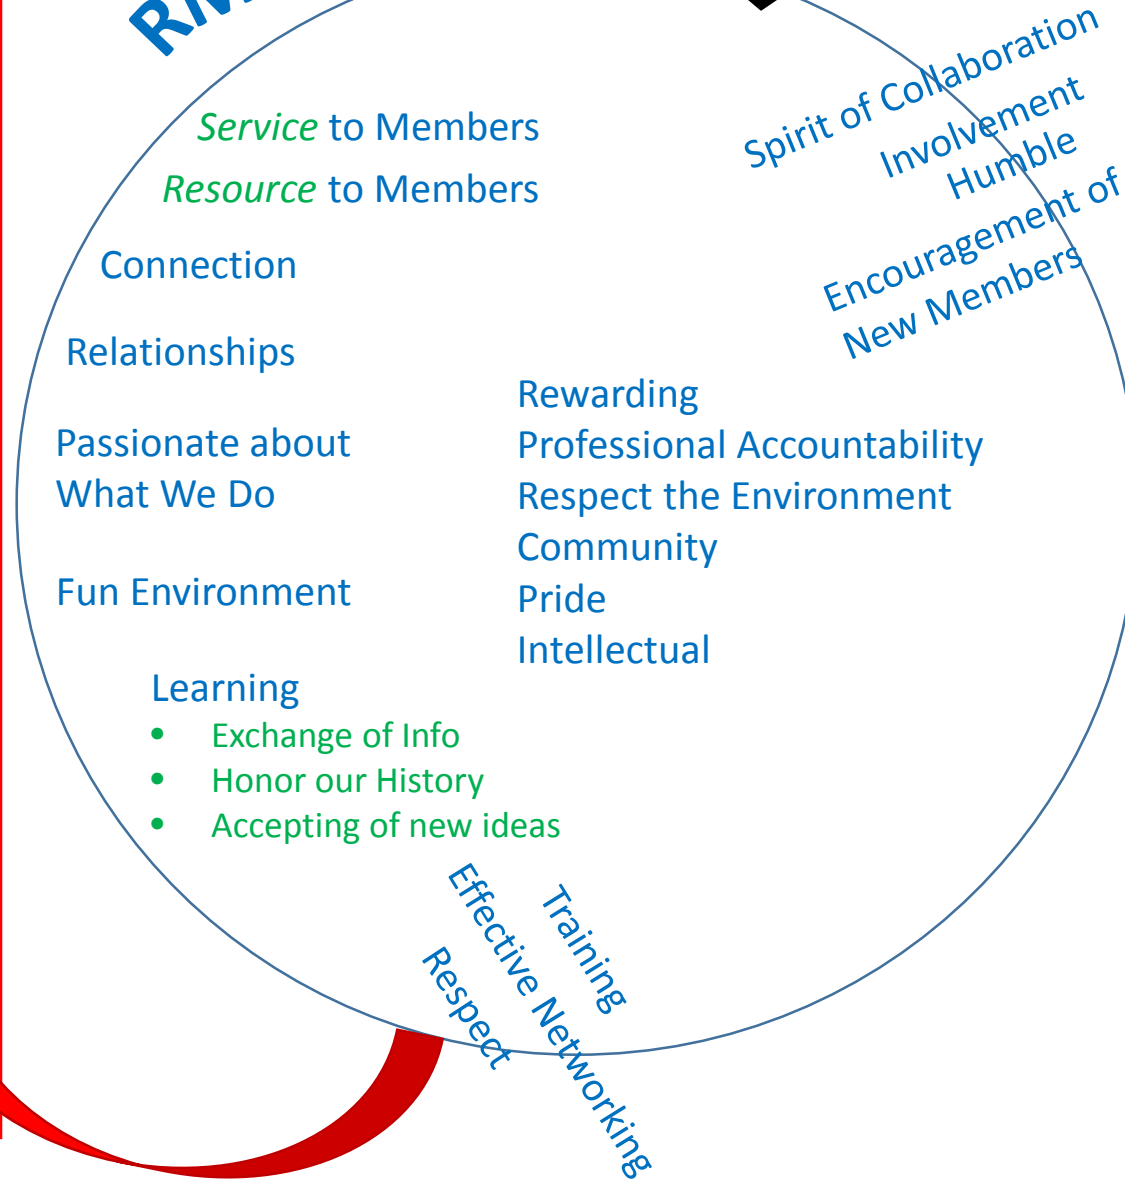 Service to Members
Resource to Members
Connection
Relationships
Passionate about
What We Do
Fun Environment
Learning
• Exchange of Info
• Honor our History
• Accepting of new ideas
Rewarding
Professional Accountability
Respect the Environment
Community
Pride
Intellectual
Spirit of Collaboration
Involvement
Humble
Encouragement of
New Members
Training
Effective Networking
Respect